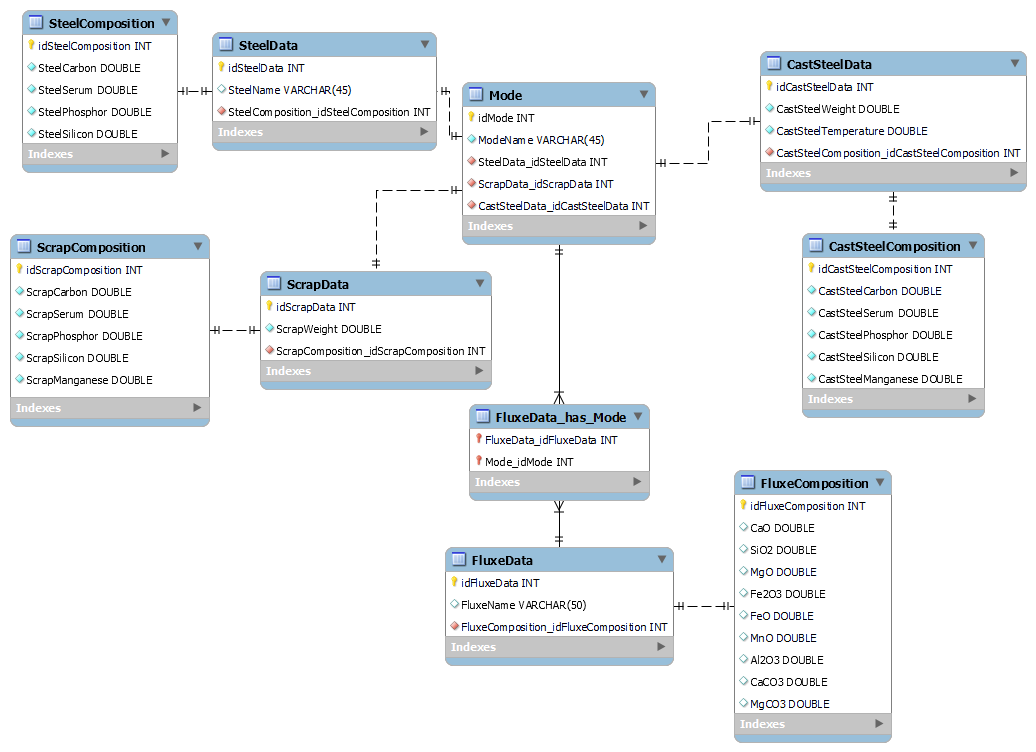 SteelComposition
idSteelComposition INT
SteelCarbon DOUBLE
SteelSerum DOUBLE
SteelPhosphor DOUBLE
SteelSilicon DOUBLE
Indexes
SteelData
idSteelData INT
SteelName VARCHAR(45)
SteelComposition_idSteelComposition INT
Indexes
Mode
idMode INT
ModeName VARCHAR(45)
SteelData_idSteelData INT
ScrapData_idScrapData INT
CastSteelData_idCastSteelData INT
Indexes
CastSteelData
idCastSteelData INT
CastSteelWeight DOUBLE
CastSteelTemperature DOUBLE
CastSteelComposition_idCastSteelComposition INT
Indexes
ScrapComposition
idScrapComposition INT
ScrapCarbon DOUBLE
ScrapSerum DOUBLE
ScrapPhosphor DOUBLE
ScrapSilicon DOUBLE
ScrapManganese DOUBLE
Indexes
ScrapData
idScrapData INT
ScrapWeight DOUBLE
ScrapComposition_idScrapComposition INT
Indexes
CastSteelComposition
idCastSteelComposition INT
CastSteelCarbon DOUBLE
CastSteelSerum DOUBLE
CastSteelPhosphor DOUBLE
CastSteelSilicon DOUBLE
CastSteelManganese DOUBLE
Indexes
FluxeData_has_Mode
FluxeData_idFluxeData INT
Mode_idMode INT
Indexes
FluxeData
idFluxeData INT
FluxeName VARCHAR(50)
FluxeComposition_idFluxeComposition INT
Indexes
FluxeComposition
idFluxeComposition INT
CaO DOUBLE
SiO2 DOUBLE
MgO DOUBLE
Fe2O3 DOUBLE
FeO DOUBLE
MnO DOUBLE
Al2O3 DOUBLE
CaCO3 DOUBLE
MgCO3 DOUBLE
Indexes